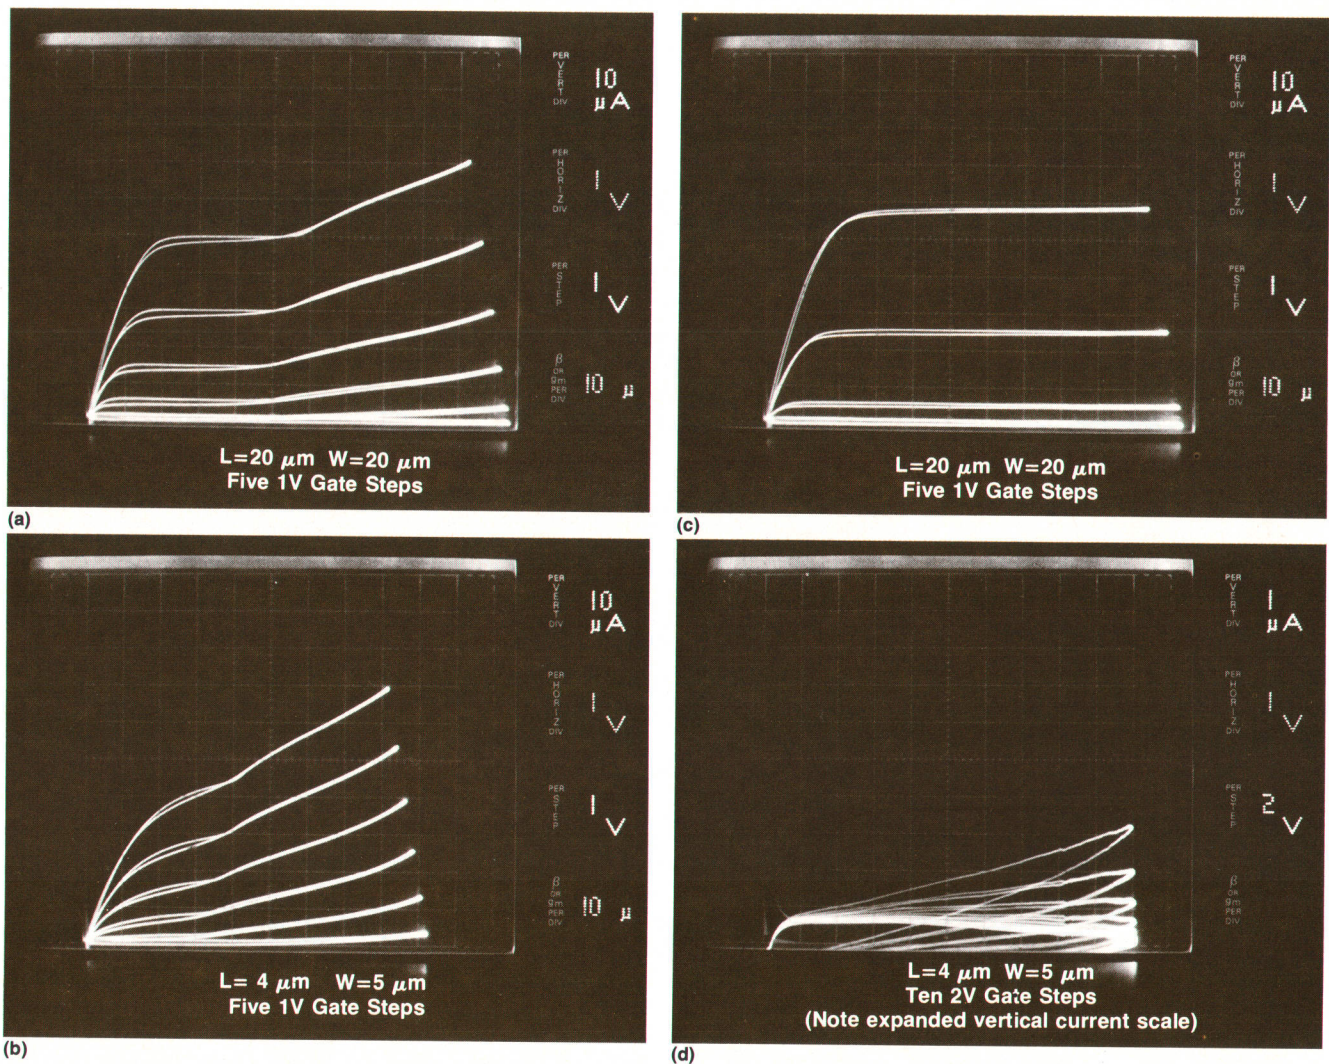 PER
VERT
DIV
10
µA
PER
HORIZ
DIV
1
V
PER
STEP
1
V
β
OR
gm
PER
DIV
10 µ
L=20 µm W=20 µm
Five 1V Gate Steps
(a)
PER
VERT
DIV
10
µA
PER
HORIZ
DIV
1
V
PER
STEP
1
V
β
OR
gm
PER
DIV
10 µ
L=20 µm W=20 µm
Five 1V Gate Steps
(c)
PER
VERT
DIV
10
µA
PER
HORIZ
DIV
1
V
PER
STEP
1
V
β
OR
gm
PER
DIV
10 µ
L= 4 µm W=5 µm
Five 1V Gate Steps
(b)
PER
VERT
DIV
1
µA
PER
HORIZ
DIV
1
V
PER
STEP
2
V
β
OR
gm
PER
DIV
L=4 µm W=5 µm
Ten 2V Gate Steps
(Note expanded vertical current scale)
(d)